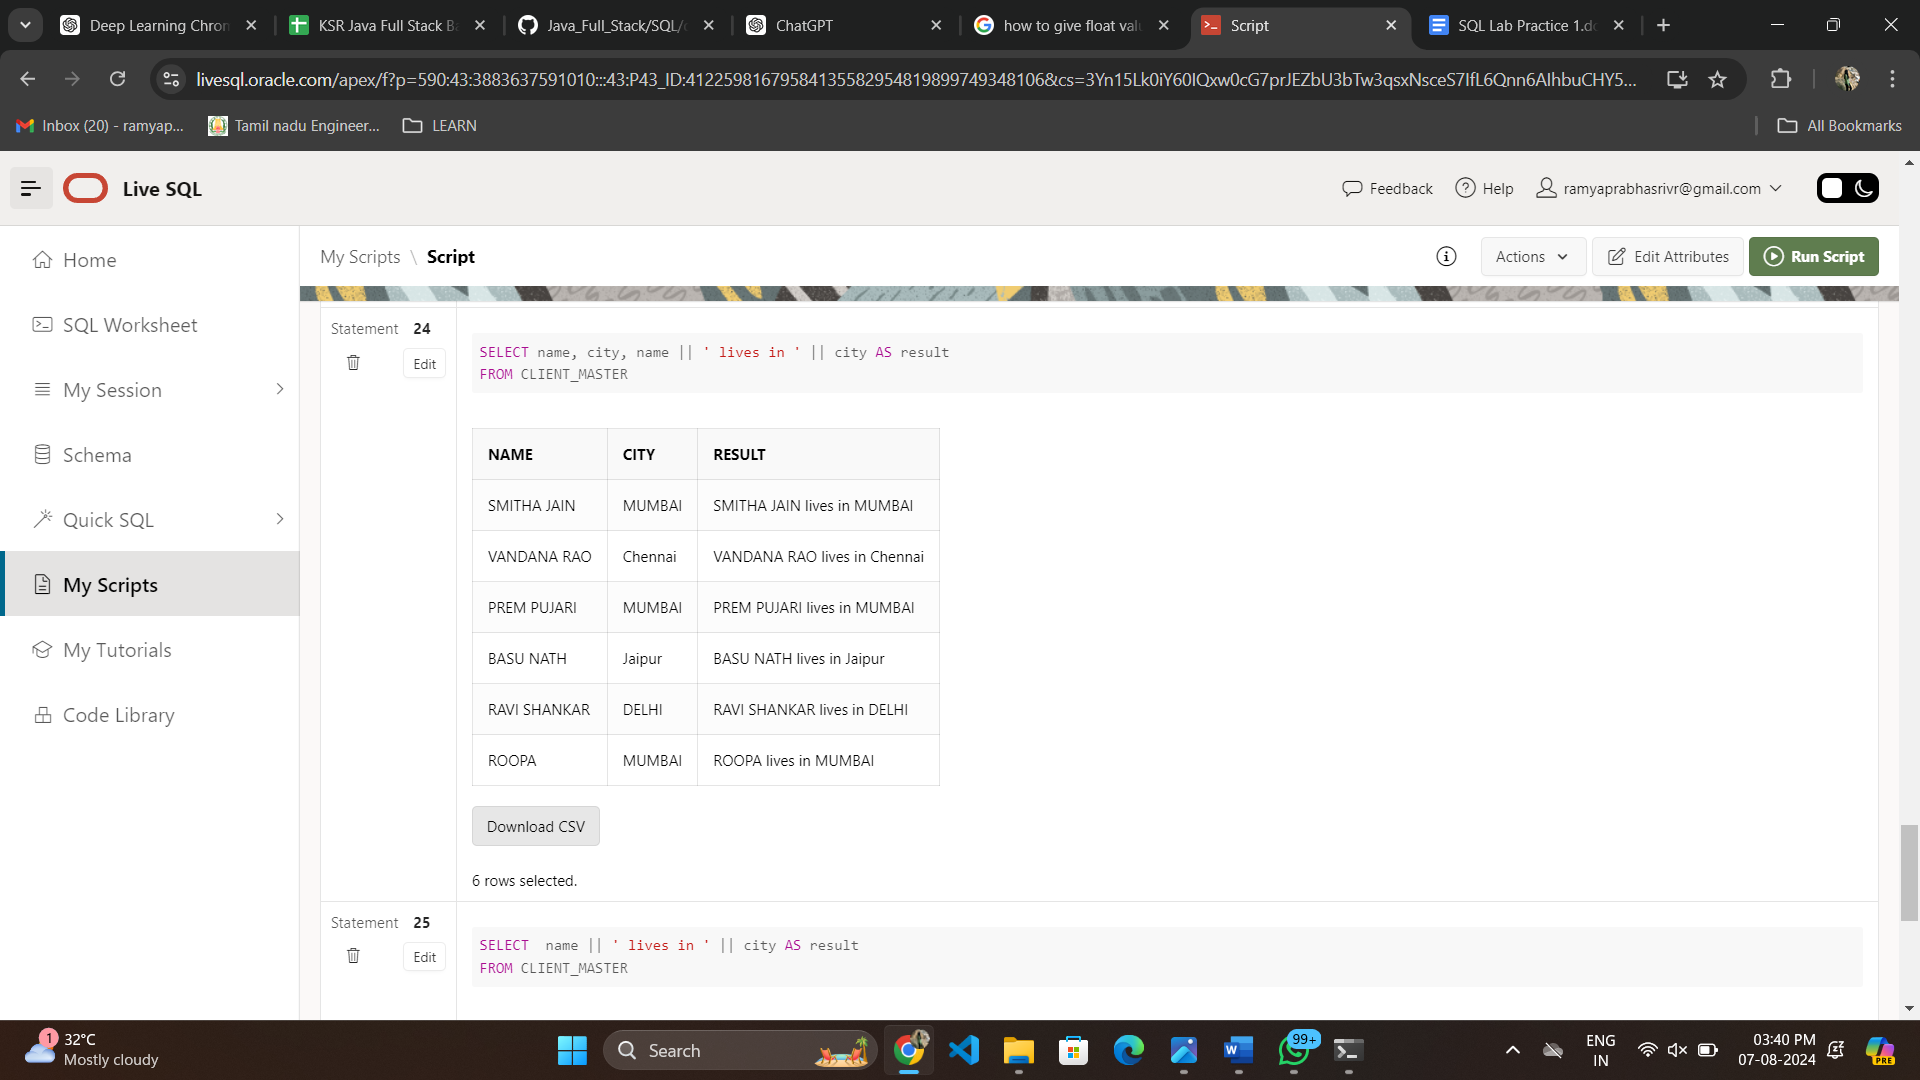 Deep Learning Chron
KSR Java Full Stack Ba
Java_Full_Stack/SQL/
ChatGPT
how to give float val
Script
SQL Lab Practice 1.d
livesql.oracle.com/apex/f?p=590:43:3883637591010:::43:P43_ID:41225981679584135582954819899749348106&cs=3Yn15Lk0iY60IQxw0cG7prJEZbU3bTw3qsxNsceS7IfL6Qnn6AIhbuCHY5...
Inbox (20) - ramyap...
Tamil nadu Engineer...
LEARN
All Bookmarks
Live SQL
Feedback
Help
ramyaprabhasrivr@gmail.com
Home
SQL Worksheet
My Session
Schema
Quick SQL
My Scripts
My Tutorials
Code Library
My Scripts \ Script
Actions
Edit Attributes
Run Script
Statement 24
Edit
SELECT name, city, name || ' lives in ' || city AS result
FROM CLIENT_MASTER
NAME CITY RESULT
SMITHA JAIN MUMBAI SMITHA JAIN lives in MUMBAI
VANDANA RAO Chennai VANDANA RAO lives in Chennai
PREM PUJARI MUMBAI PREM PUJARI lives in MUMBAI
BASU NATH Jaipur BASU NATH lives in Jaipur
RAVI SHANKAR DELHI RAVI SHANKAR lives in DELHI
ROOPA MUMBAI ROOPA lives in MUMBAI
Download CSV
6 rows selected.
Statement 25
Edit
SELECT  name || ' lives in ' || city AS result
FROM CLIENT_MASTER
1
32°C
Mostly cloudy
Search
99+
ENG
IN
03:40 PM
07-08-2024
PRE